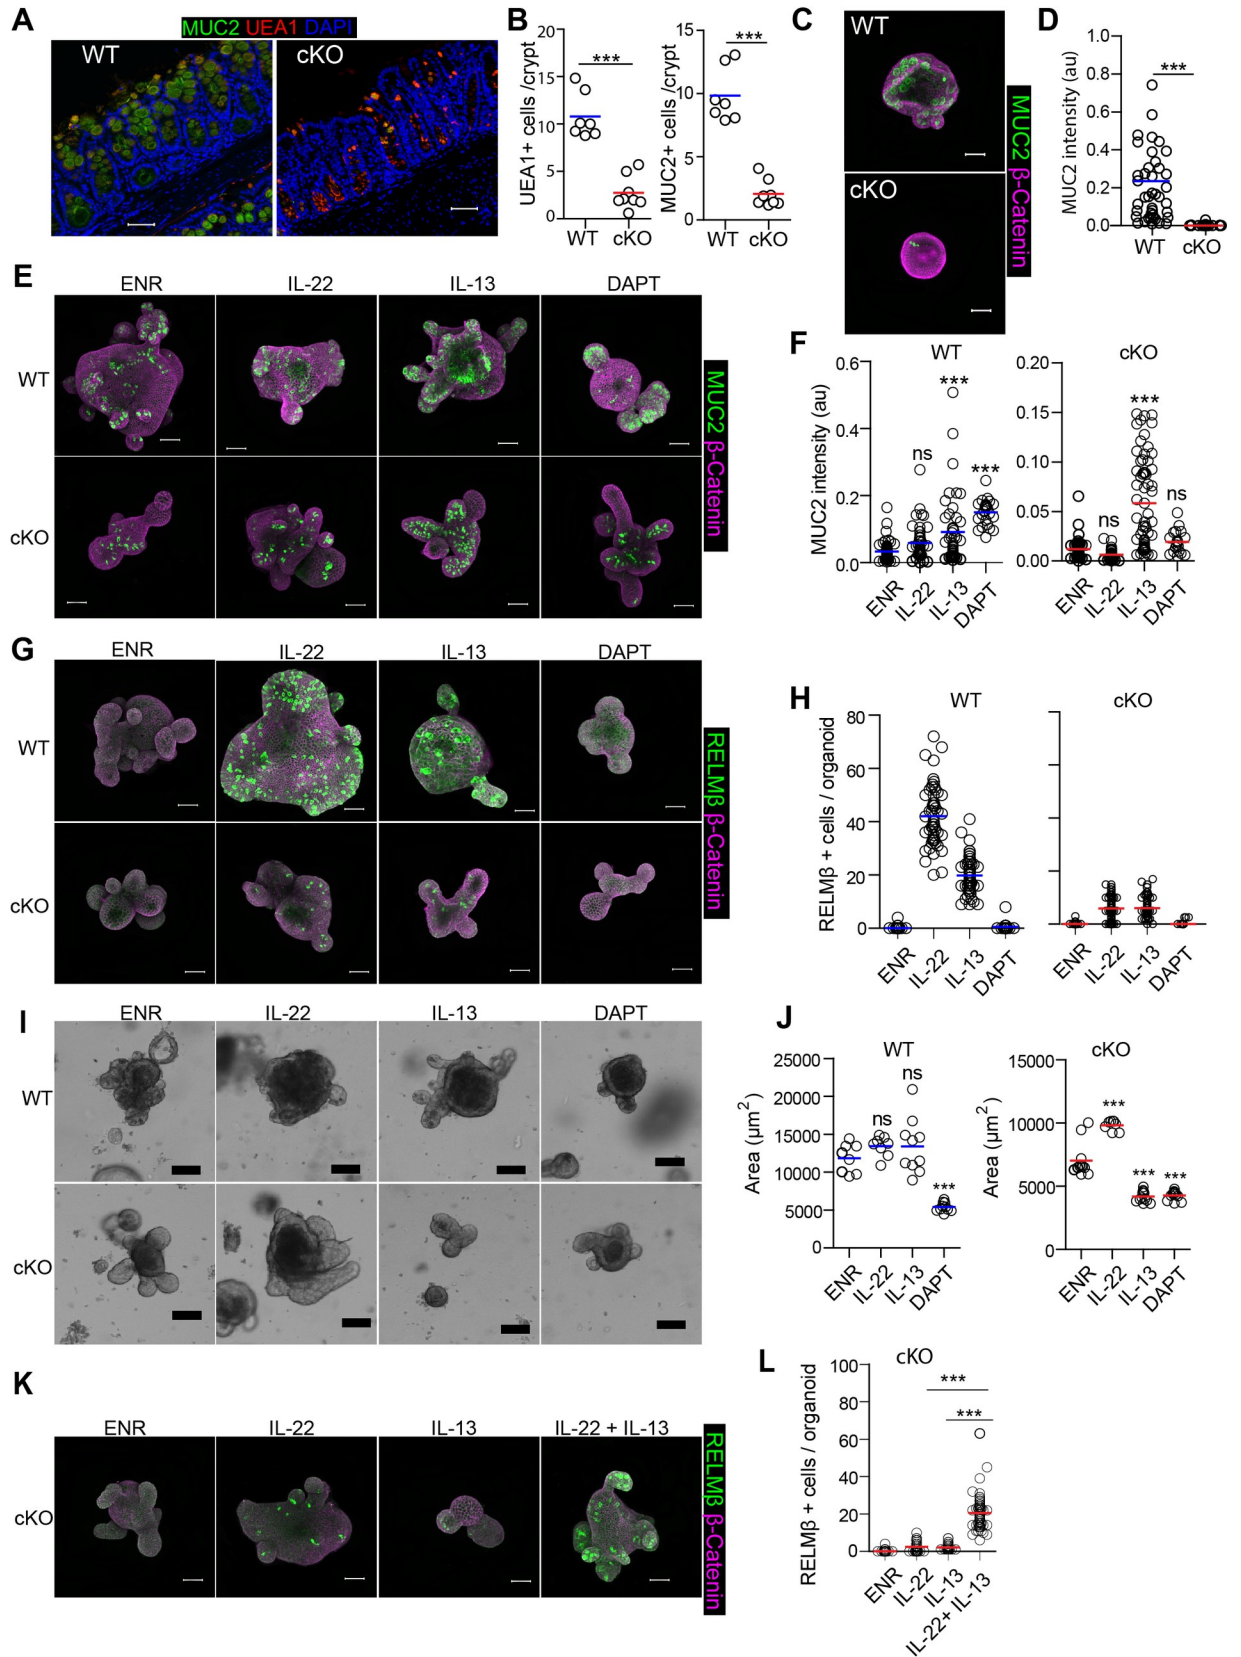 A
MUC2 UEA1 DAPI
WT
cKO
B
UEA1+ cells /crypt
20
15
10
5
0
***
WT
cKO
MUC2+ cells /crypt
15
10
5
0
***
WT
cKO
C
WT
cKO
MUC2 β-Catenin
D
MUC2 intensity (au)
1.0
0.8
0.6
0.4
0.2
0.0
***
WT
cKO
E
ENR
IL-22
IL-13
DAPT
WT
cKO
MUC2 β-Catenin
F
WT
MUC2 intensity (au)
0.6
0.4
0.2
0.0
ns
***
***
ENR
IL-22
IL-13
DAPT
cKO
0.20
0.15
0.10
0.05
0.00
ns
***
ns
ENR
IL-22
IL-13
DAPT
G
ENR
IL-22
IL-13
DAPT
WT
cKO
RELMβ β-Catenin
H
WT
RELMβ + cells / organoid
80
60
40
20
0
ENR
IL-22
IL-13
DAPT
cKO
ENR
IL-22
IL-13
DAPT
I
ENR
IL-22
IL-13
DAPT
WT
cKO
J
WT
Area (µm²)
25000
20000
15000
10000
5000
0
ns
ns
***
ENR
IL-22
IL-13
DAPT
cKO
Area (µm²)
15000
10000
5000
0
***
***
***
ENR
IL-22
IL-13
DAPT
K
ENR
IL-22
IL-13
IL-22 + IL-13
cKO
RELMβ β-Catenin
L
cKO
RELMβ + cells / organoid
100
80
60
40
20
0
***
***
ENR
IL-22
IL-13
IL-22+ IL-13